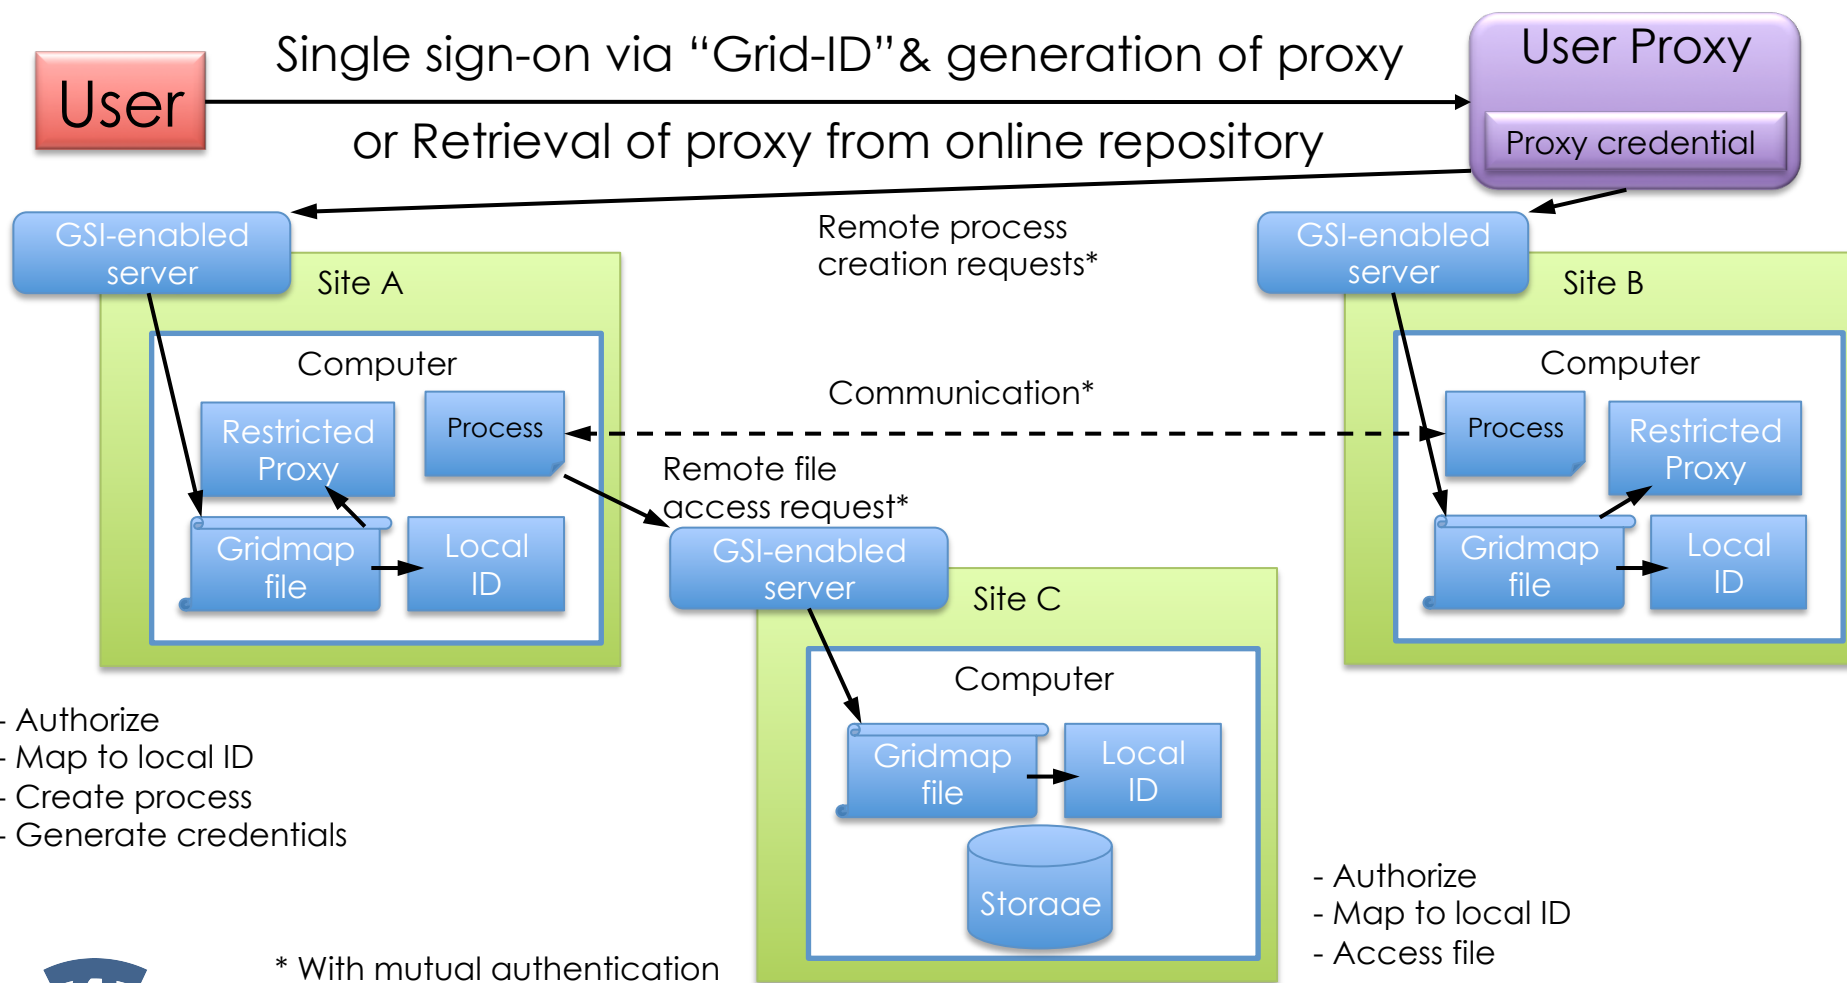 Single sign-on via “Grid-ID”& generation of proxy
or Retrieval of proxy from online repository
User
User Proxy
Proxy credential
GSI-enabled
server
Site A
Remote process
creation requests*
GSI-enabled
server
Site B
Computer
Restricted
Proxy
Process
Gridmap
file
Local
ID
Communication*
Remote file
access request*
Computer
Process
Restricted
Proxy
Gridmap
file
Local
ID
GSI-enabled
server
Site C
Computer
Gridmap
file
Local
ID
Storage
- Authorize
- Map to local ID
- Create process
- Generate credentials
- Authorize
- Map to local ID
- Access file
* With mutual authentication